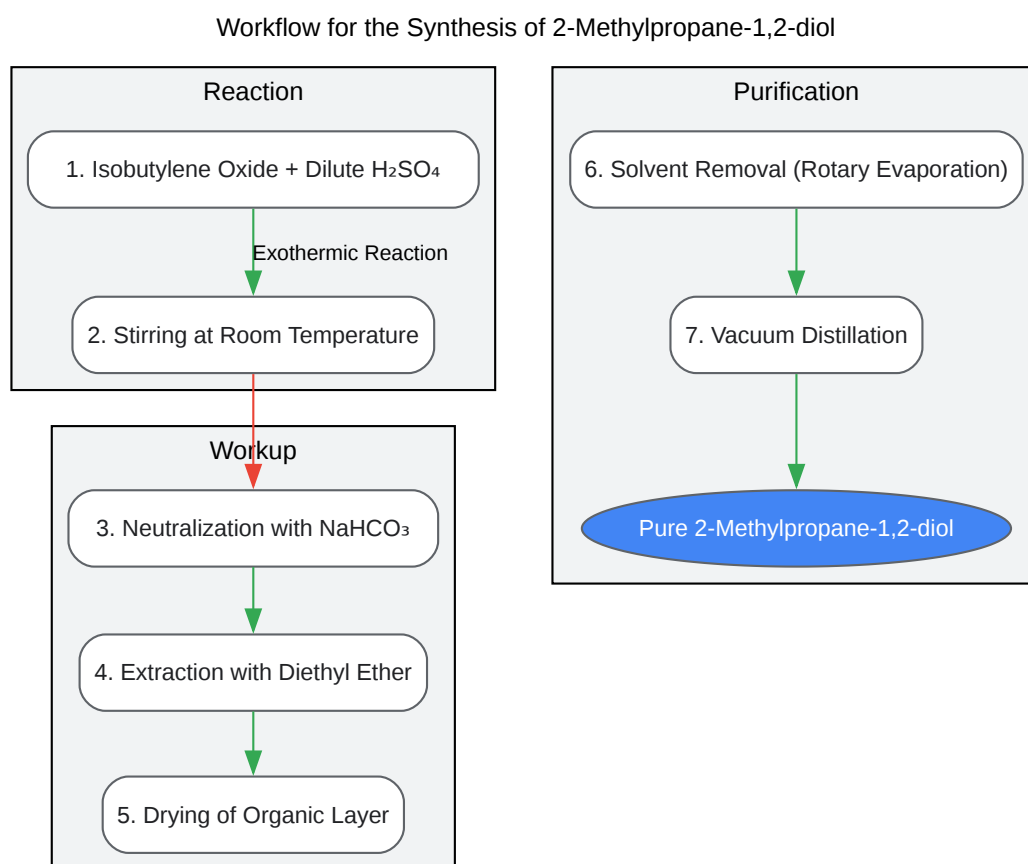 Workflow for the Synthesis of 2-Methylpropane-1,2-diol
Reaction
1. Isobutylene Oxide + Dilute H₂SO₄
Exothermic Reaction
2. Stirring at Room Temperature
Workup
3. Neutralization with NaHCO₃
4. Extraction with Diethyl Ether
5. Drying of Organic Layer
Purification
6. Solvent Removal (Rotary Evaporation)
7. Vacuum Distillation
Pure 2-Methylpropane-1,2-diol